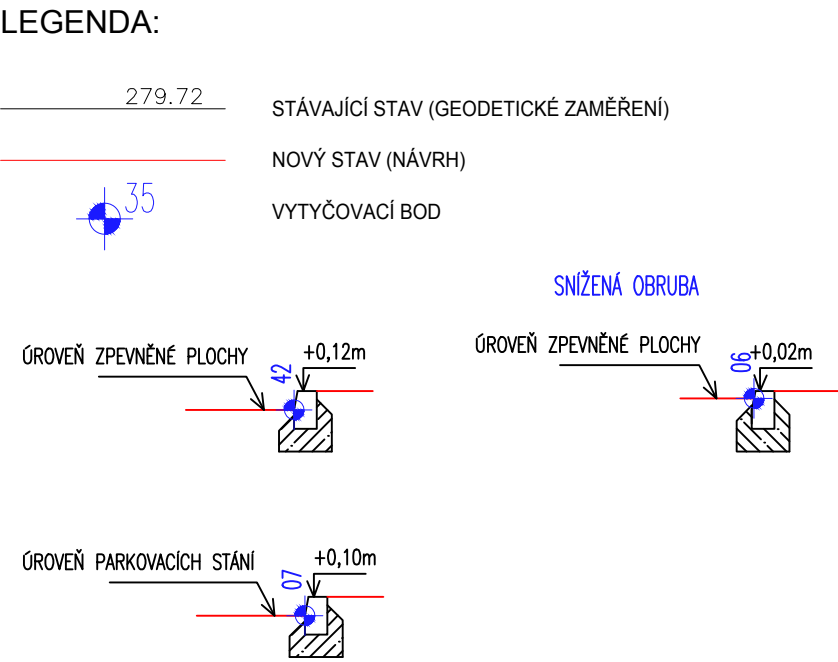 LEGENDA:
279.72
STÁVAJÍCÍ STAV (GEODETICKÉ ZAMĚŘENÍ)
NOVÝ STAV (NÁVRH)
35
VYTYČOVACÍ BOD
SNÍŽENÁ OBRUBA
ÚROVEŇ ZPEVNĚNÉ PLOCHY
42
+0,12m
ÚROVEŇ ZPEVNĚNÉ PLOCHY
06
+0,02m
ÚROVEŇ PARKOVACÍCH STÁNÍ
07
+0,10m